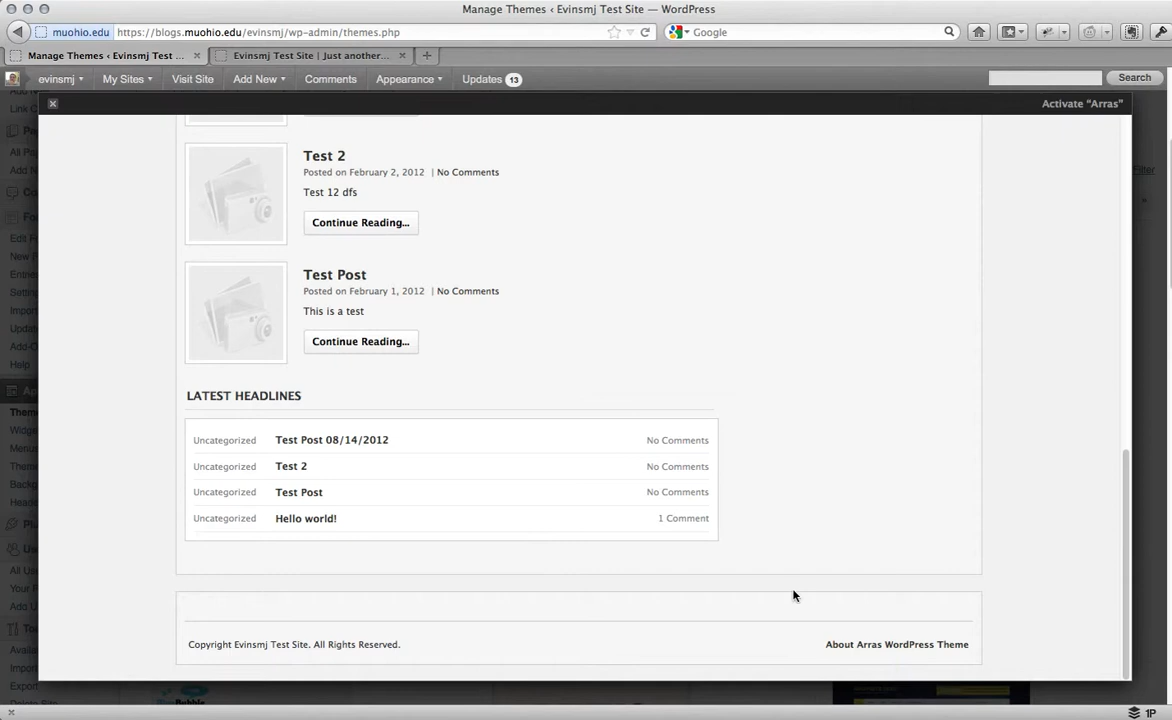 Manage Themes ‹ Evinsmj Test Site — WordPress
muohio.edu https://blogs.muohio.edu/evinsmj/wp-admin/themes.php
Google
Manage Themes ‹ Evinsmj Test ...
Evinsmj Test Site | Just another...
evinsmj My Sites Visit Site Add New Comments Appearance Updates 13 Search
Activate "Arras"
Test 2
Posted on February 2, 2012 | No Comments
Test 12 dfs
Continue Reading...
Test Post
Posted on February 1, 2012 | No Comments
This is a test
Continue Reading...
LATEST HEADLINES
Uncategorized Test Post 08/14/2012 No Comments
Uncategorized Test 2 No Comments
Uncategorized Test Post No Comments
Uncategorized Hello world! 1 Comment
Copyright Evinsmj Test Site. All Rights Reserved.
About Arras WordPress Theme
Filter
Help
Export
1P